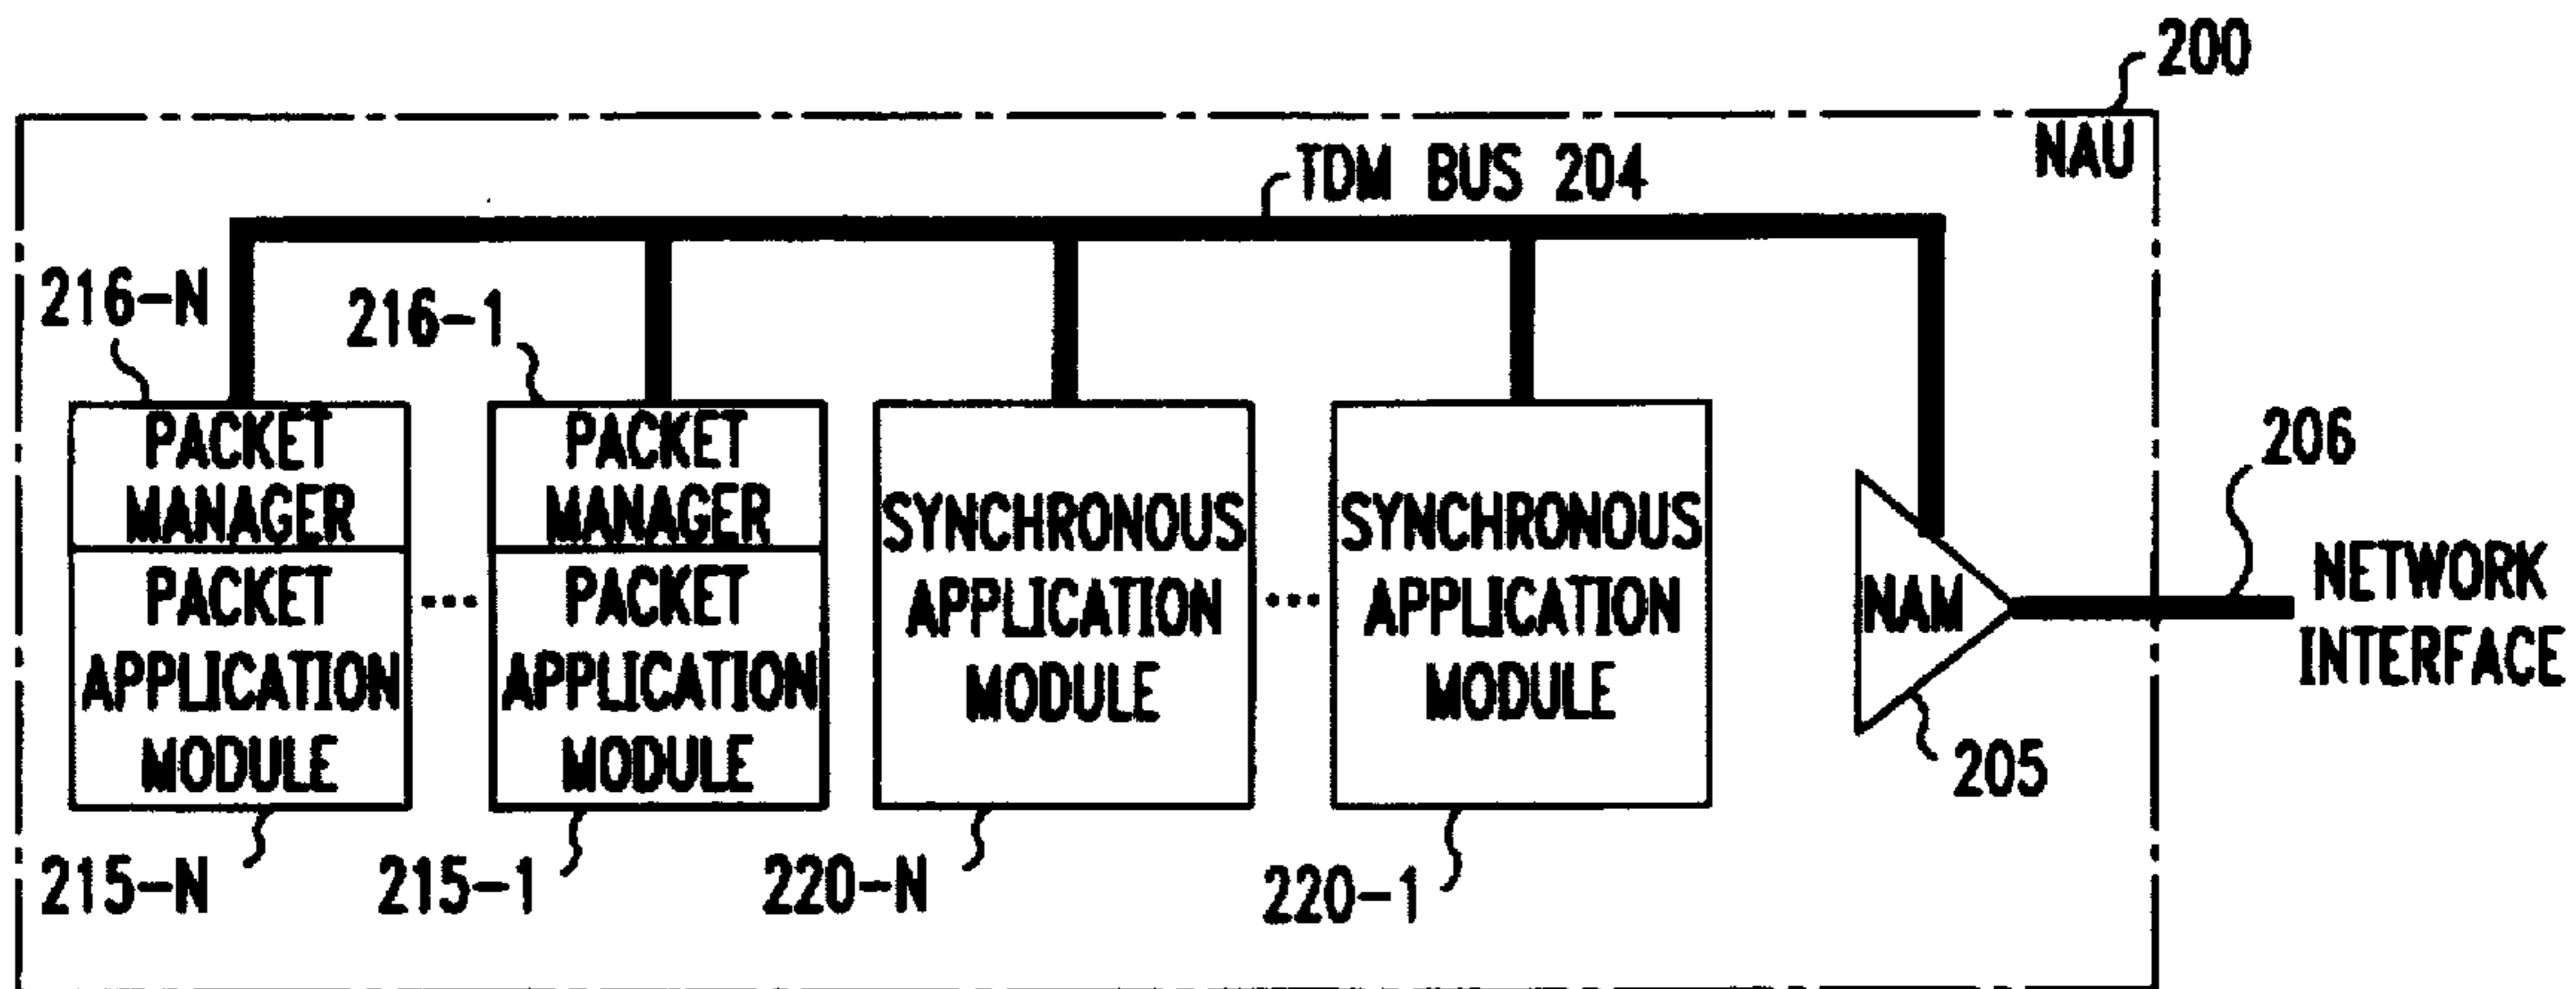 200
NAU
TDM BUS 204
216-N
216-1
206
PACKET
MANAGER
PACKET
APPLICATION
MODULE
PACKET
MANAGER
PACKET
APPLICATION
MODULE
SYNCHRONOUS
APPLICATION
MODULE
SYNCHRONOUS
APPLICATION
MODULE
NAM
NETWORK
INTERFACE
205
215-N
215-1
220-N
220-1
...
...